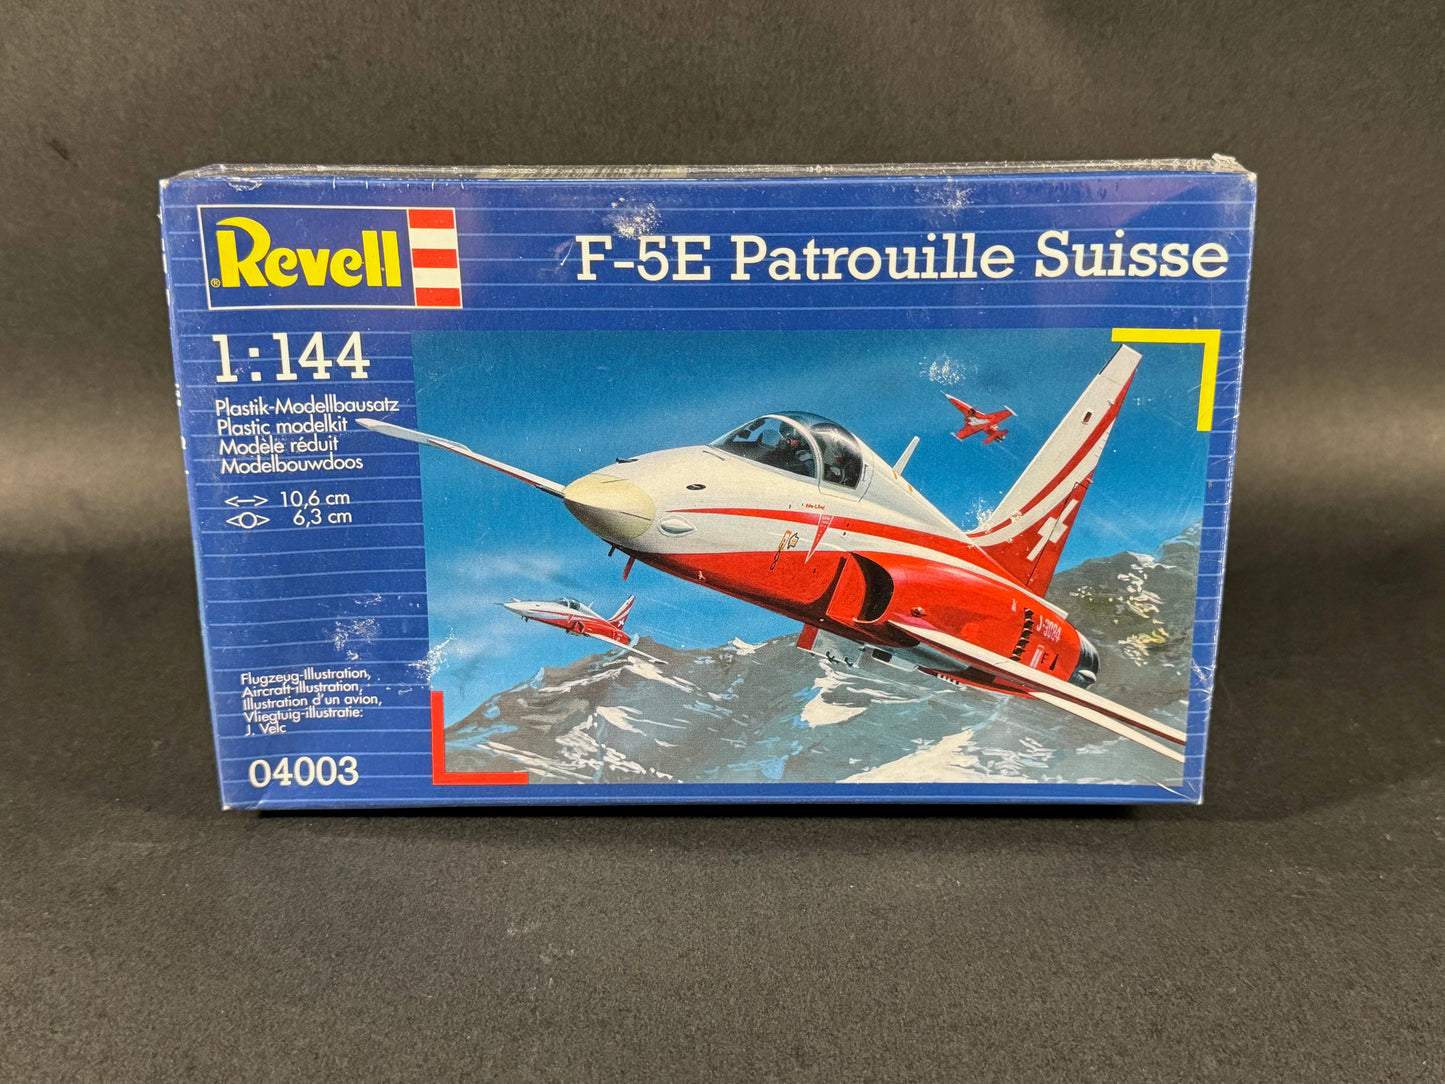 Revell
®
F-5E Patrouille Suisse
1:144
Plastik-Modellbausatz
Plastic modelkit
Modèle réduit
Modelbouwdoos
10,6 cm
6,3 cm
J-3084
Flugzeug-Illustration,
Aircraft-illustration,
Illustration d'un avion,
Vliegtuig-illustratie:
J. Velc
04003